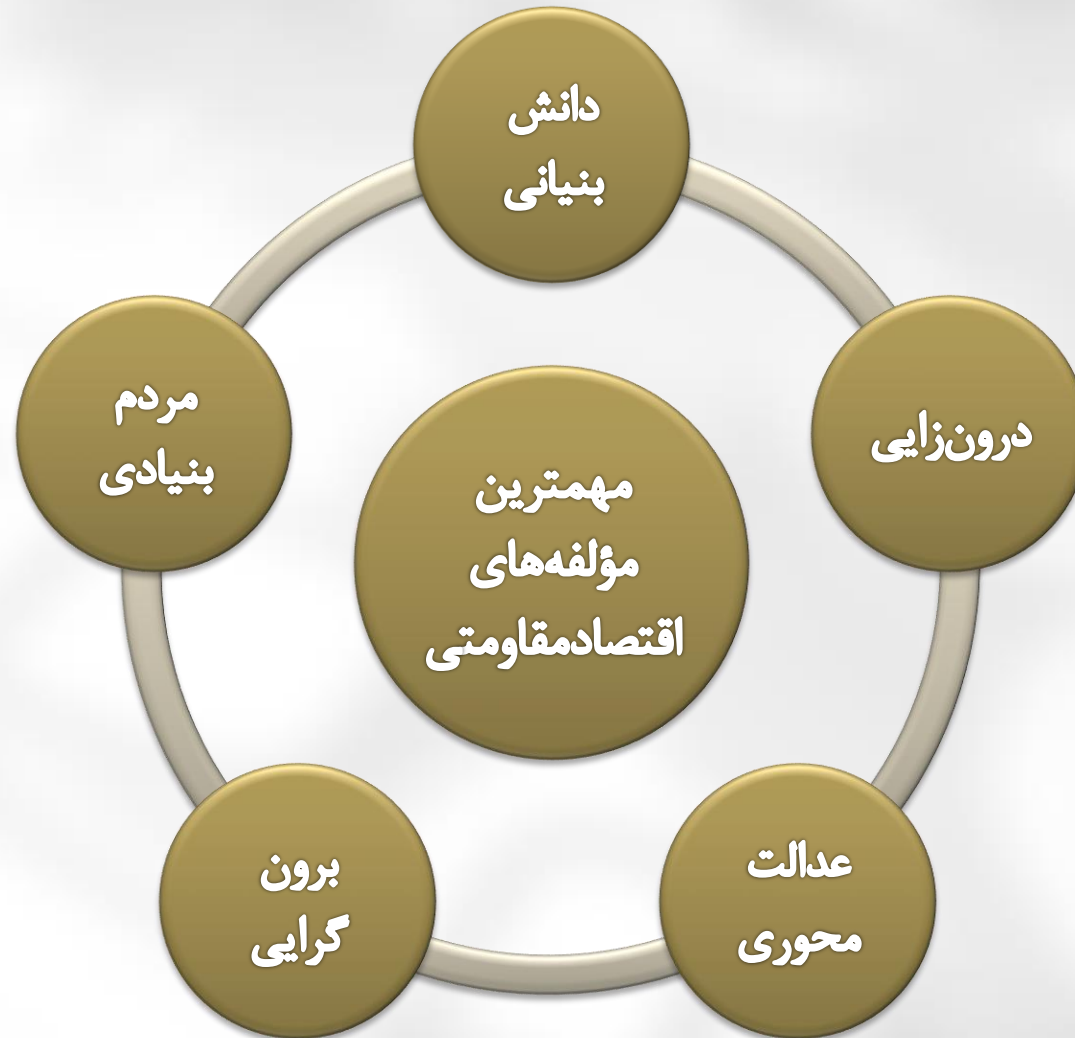 دانش
بنیانی
درون‌زایی
عدالت
محوری
برون
گرایی
مردم
بنیادی
مهمترین
مؤلفه‌های
اقتصادمقاومتی